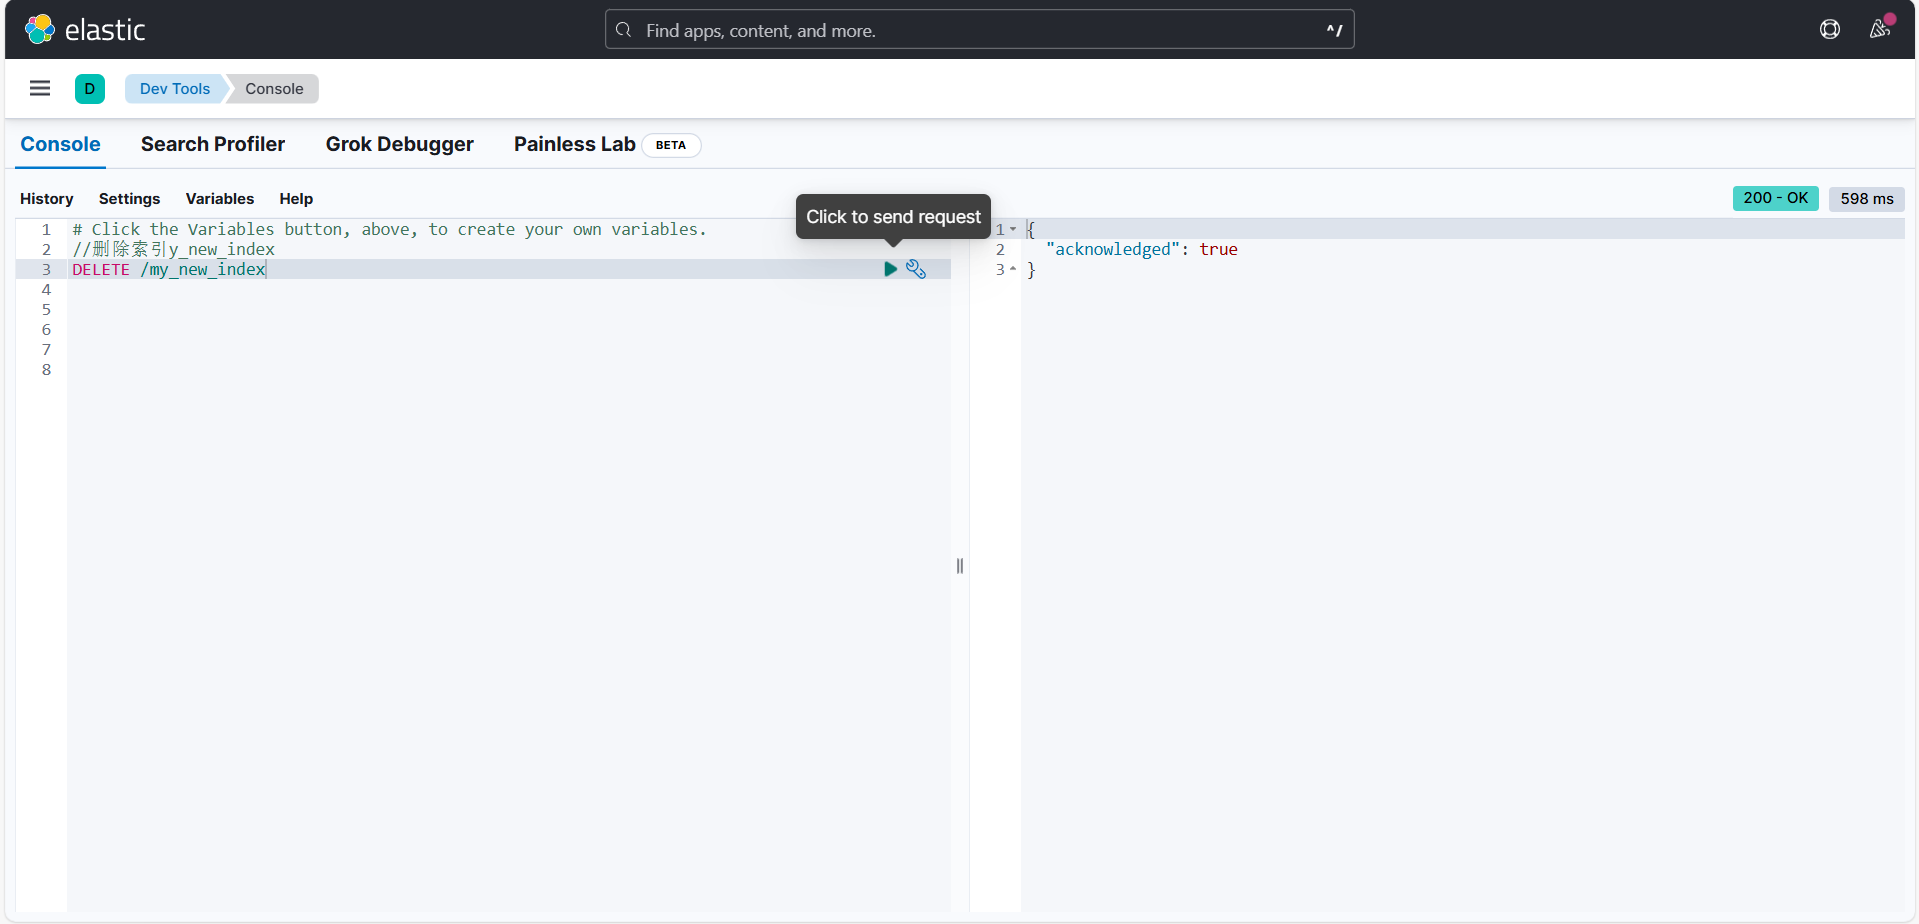 elastic
Find apps, content, and more.
^/
D
Dev Tools
Console
Console
Search Profiler
Grok Debugger
Painless Lab
BETA
History
Settings
Variables
Help
Click to send request
200 - OK
598 ms
1 # Click the Variables button, above, to create your own variables.
2 //删除索引y_new_index
3 DELETE /my_new_index
4
5
6
7
8
1 {
2 "acknowledged": true
3 }